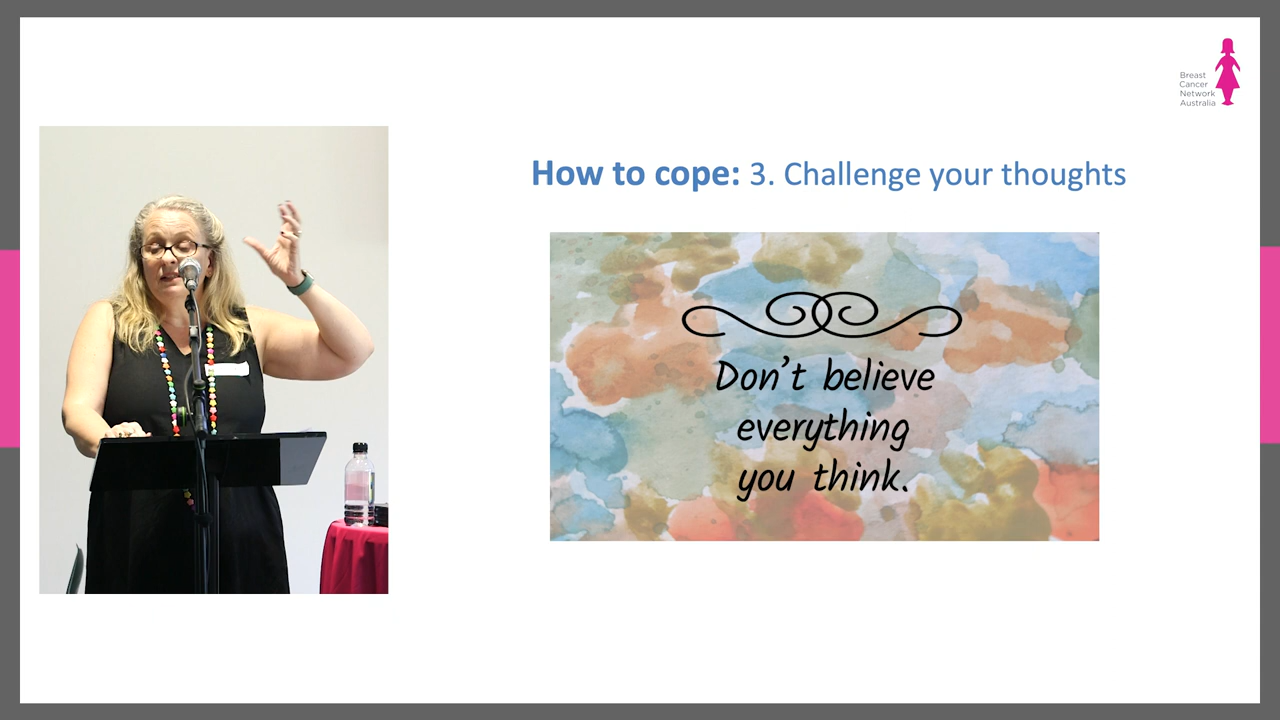 Breast
Cancer
Network
Australia
How to cope: 3. Challenge your thoughts
Don't believe
everything
you think.